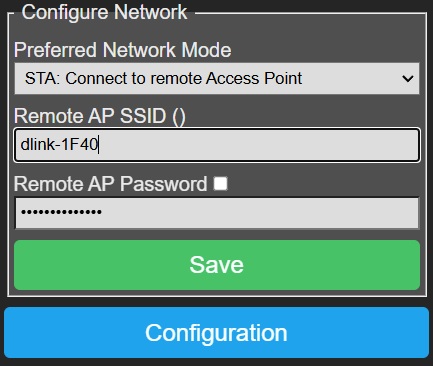 Configure Network
Preferred Network Mode
STA: Connect to remote Access Point
Remote AP SSID ()
dlink-1F40
Remote AP Password
••••••••••••••
Save
Configuration